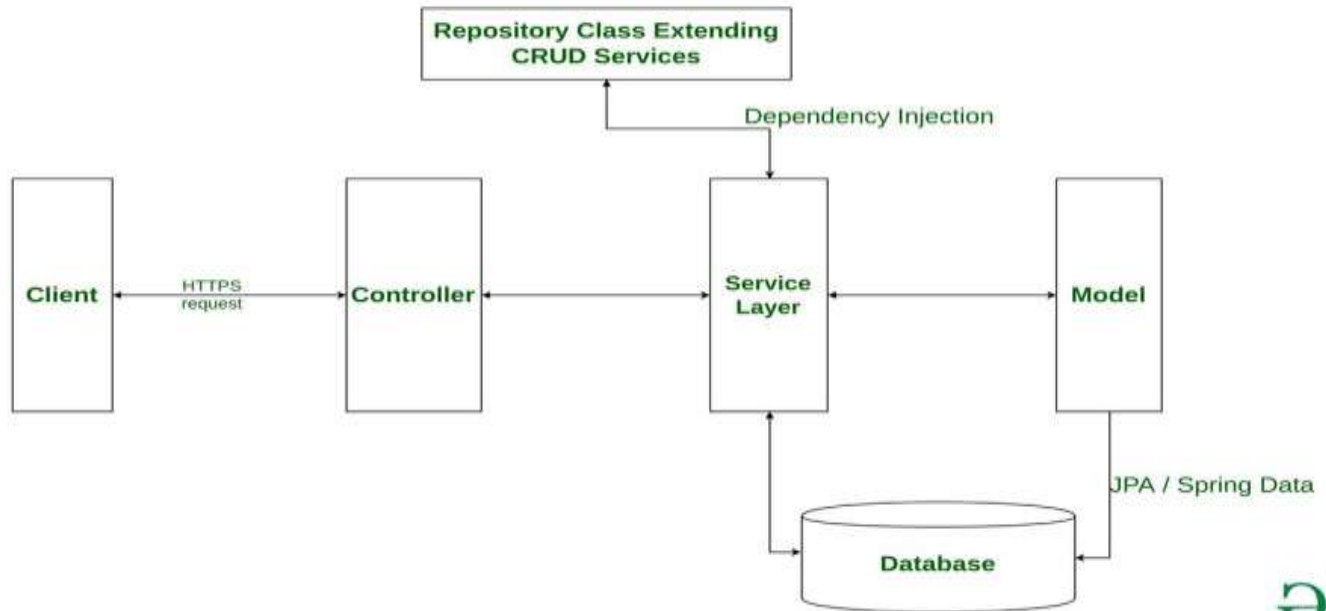 Repository Class Extending
CRUD Services
Dependency Injection
Client
HTTPS
request
Controller
Service
Layer
Model
JPA / Spring Data
Database